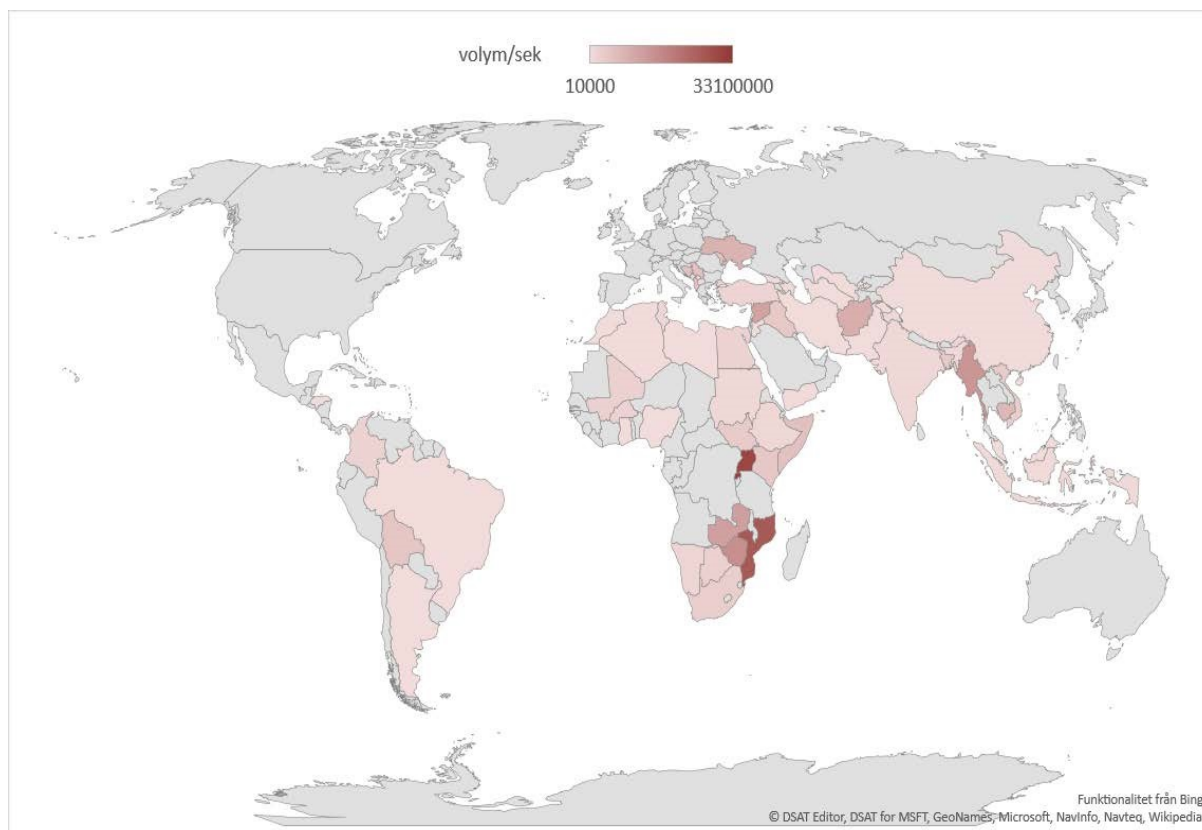 volym/sek
10000 33100000
Funktionalitet från Bing
© DSAT Editor, DSAT for MSFT, GeoNames, Microsoft, NavInfo, Navteq, Wikipedia